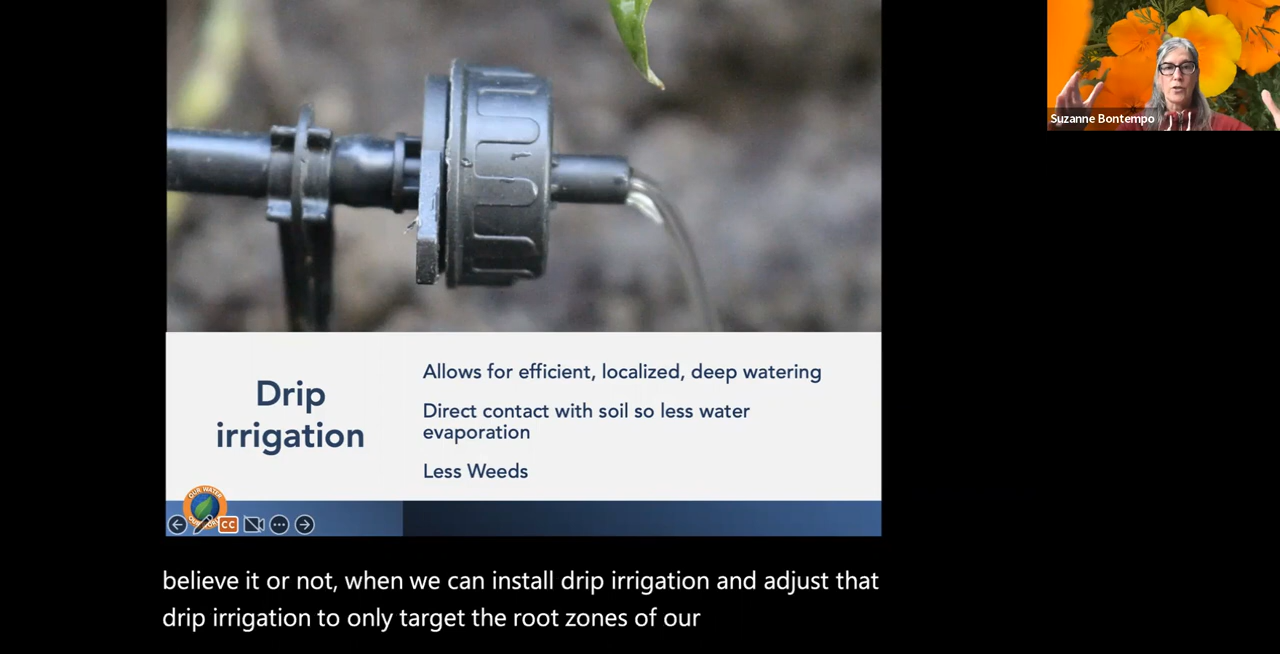 Suzanne Bontempo
Drip
irrigation
Allows for efficient, localized, deep watering
Direct contact with soil so less water
evaporation
Less Weeds
OUR WATER
CC
believe it or not, when we can install drip irrigation and adjust that
drip irrigation to only target the root zones of our